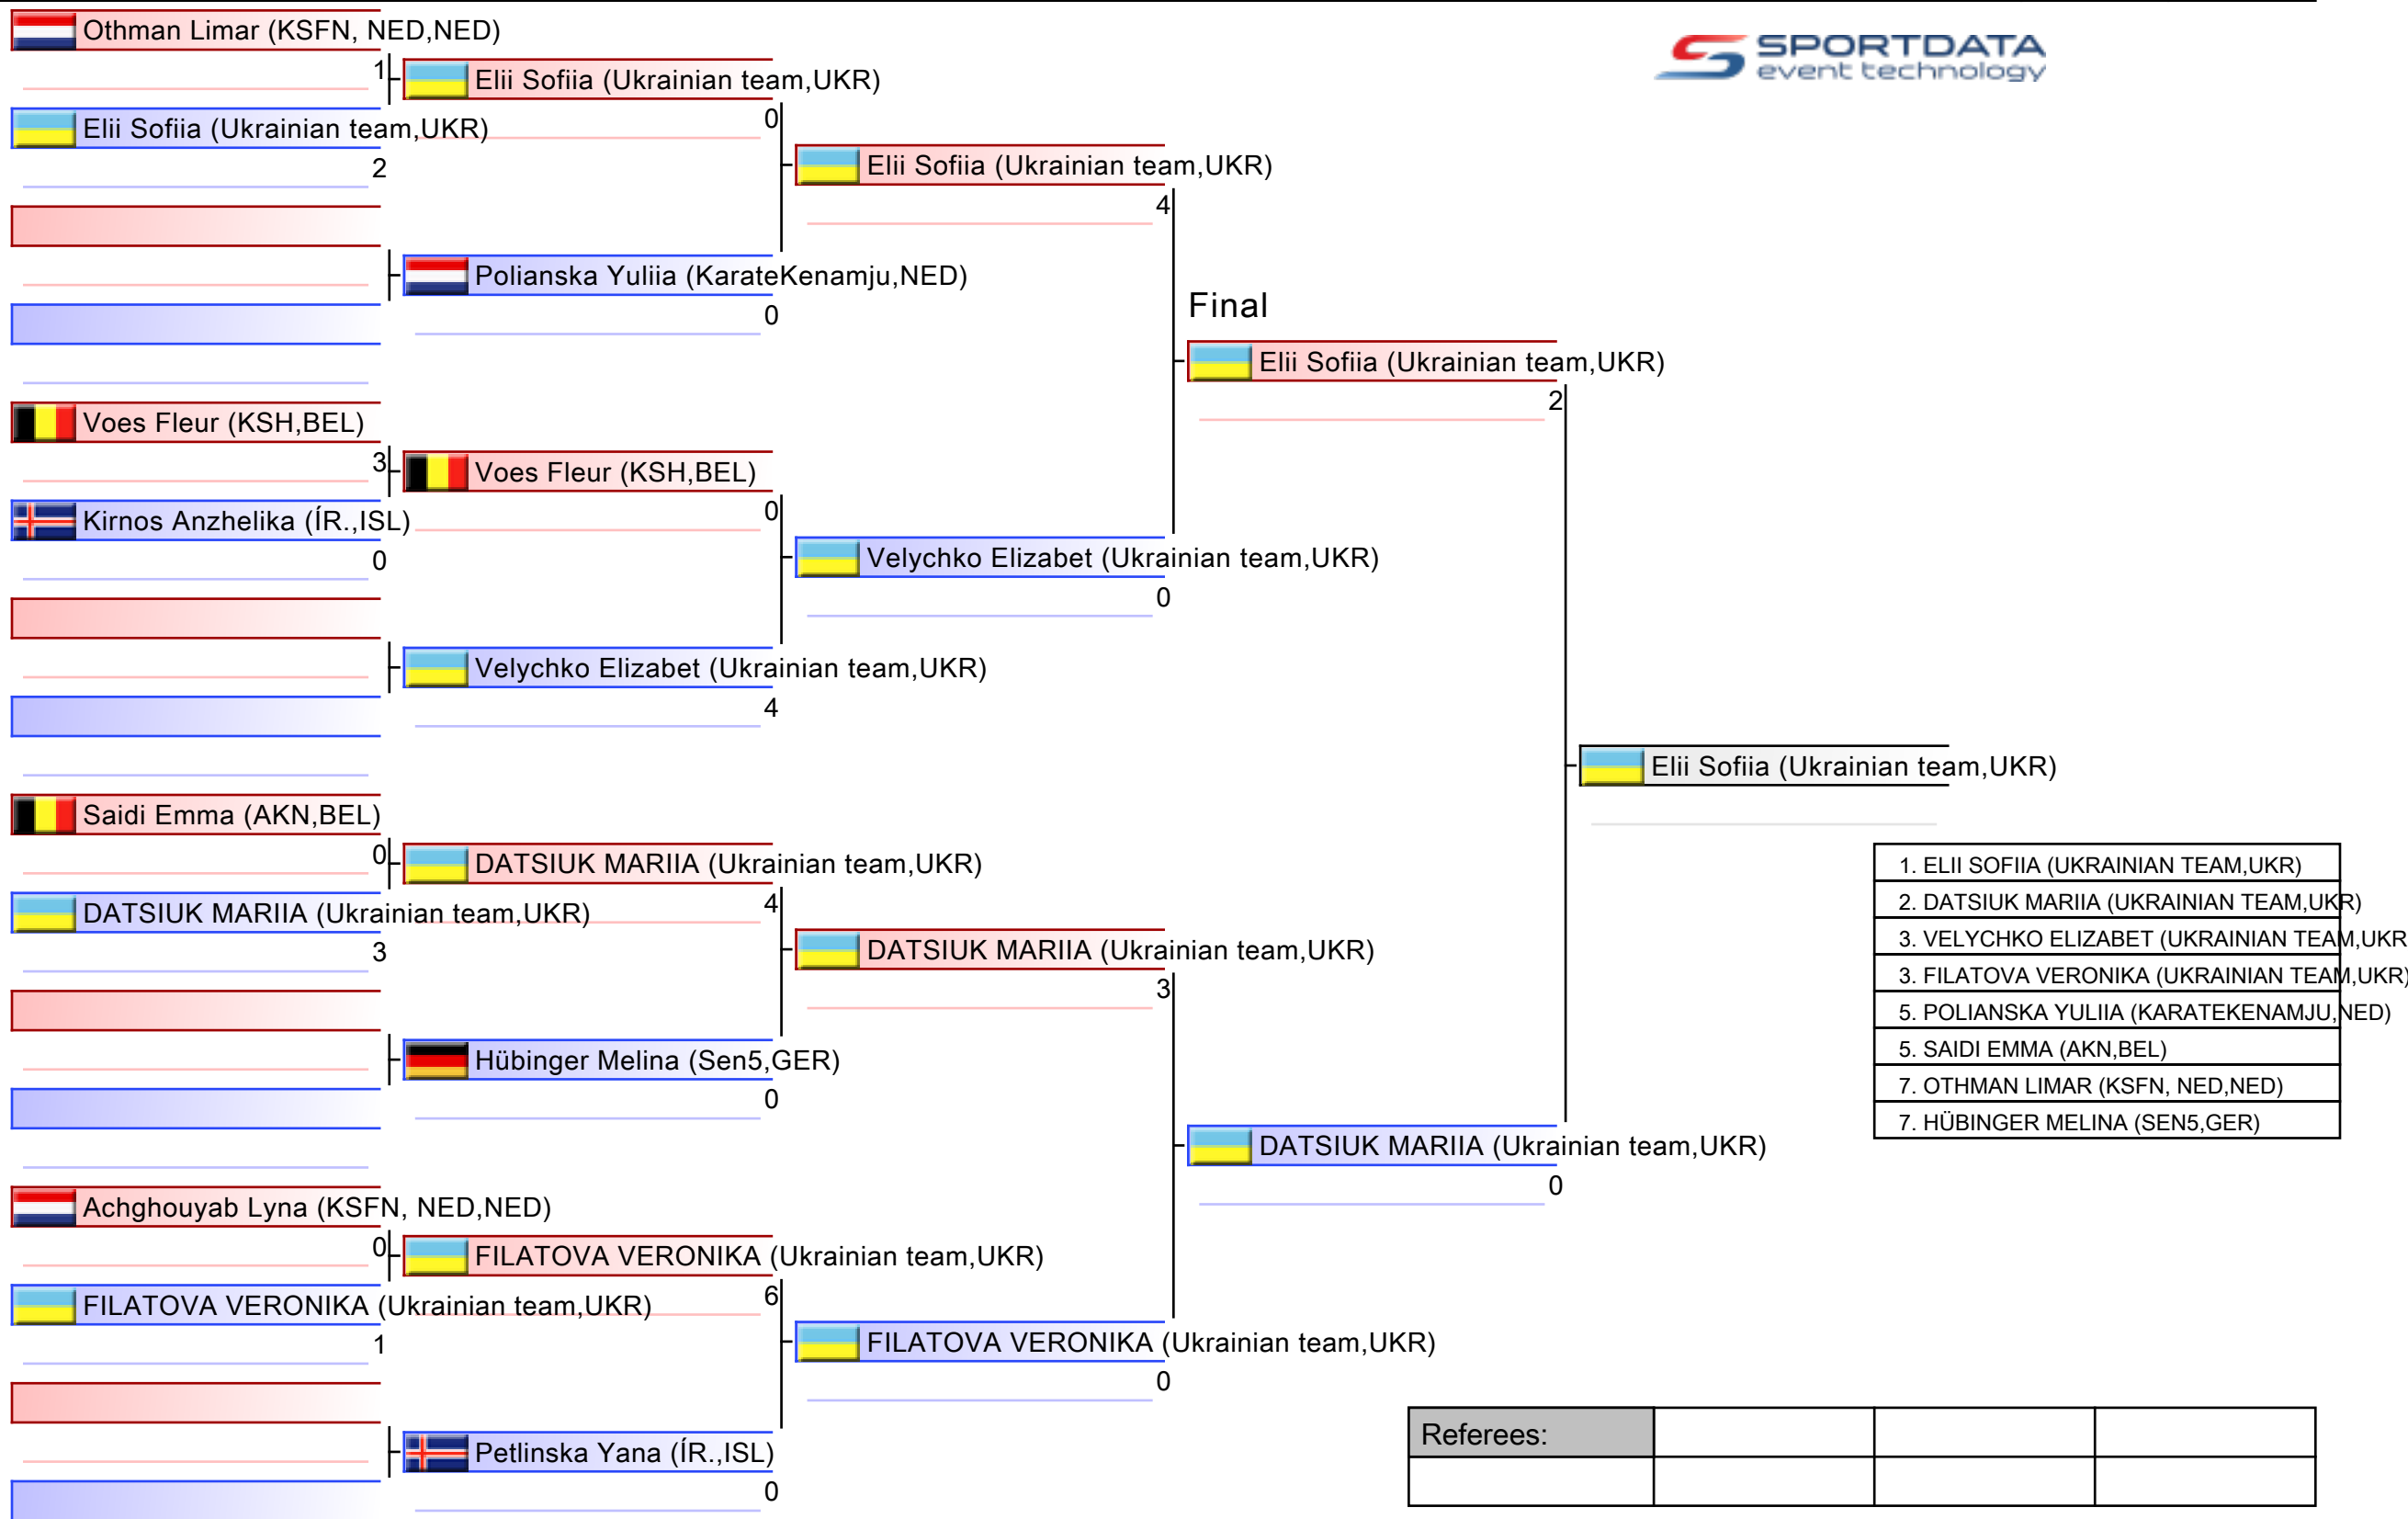 SPORTDATA
event technology
Othman Limar (KSFN, NED,NED)
1
Elii Sofiia (Ukrainian team,UKR)
2
Voes Fleur (KSH,BEL)
3
Kirnos Anzhelika (ÍR.,ISL)
0
Saidi Emma (AKN,BEL)
0
DATSIUK MARIIA (Ukrainian team,UKR)
3
Achghouyab Lyna (KSFN, NED,NED)
0
FILATOVA VERONIKA (Ukrainian team,UKR)
1
Elii Sofiia (Ukrainian team,UKR)
0
Polianska Yuliia (KarateKenamju,NED)
0
Voes Fleur (KSH,BEL)
0
Velychko Elizabet (Ukrainian team,UKR)
4
DATSIUK MARIIA (Ukrainian team,UKR)
4
Hübinger Melina (Sen5,GER)
0
FILATOVA VERONIKA (Ukrainian team,UKR)
6
Petlinska Yana (ÍR.,ISL)
0
Elii Sofiia (Ukrainian team,UKR)
4
Velychko Elizabet (Ukrainian team,UKR)
0
DATSIUK MARIIA (Ukrainian team,UKR)
3
FILATOVA VERONIKA (Ukrainian team,UKR)
0
Final
Elii Sofiia (Ukrainian team,UKR)
2
DATSIUK MARIIA (Ukrainian team,UKR)
0
Elii Sofiia (Ukrainian team,UKR)
1. ELII SOFIIA (UKRAINIAN TEAM,UKR)
2. DATSIUK MARIIA (UKRAINIAN TEAM,UKR)
3. VELYCHKO ELIZABET (UKRAINIAN TEAM,UKR
3. FILATOVA VERONIKA (UKRAINIAN TEAM,UKR)
5. POLIANSKA YULIIA (KARATEKENAMJU,NED)
5. SAIDI EMMA (AKN,BEL)
7. OTHMAN LIMAR (KSFN, NED,NED)
7. HÜBINGER MELINA (SEN5,GER)
Referees: